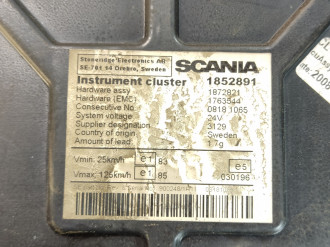 Stoneridge Electronics AB
SE-701 54 Örebro, Sweden
SCANIA
Instrument cluster 1852891
Hardware assy 1872821
Hardware (EMC) 1763544
Consecutive No 0818 1065
System voltage 24V
Supplier designation 3129
Country of origin Sweden
Amount of lead 1.7g
Vmin: 25km/h e1 83
Vmax: 125km/h e1 85
e5
030196
2008